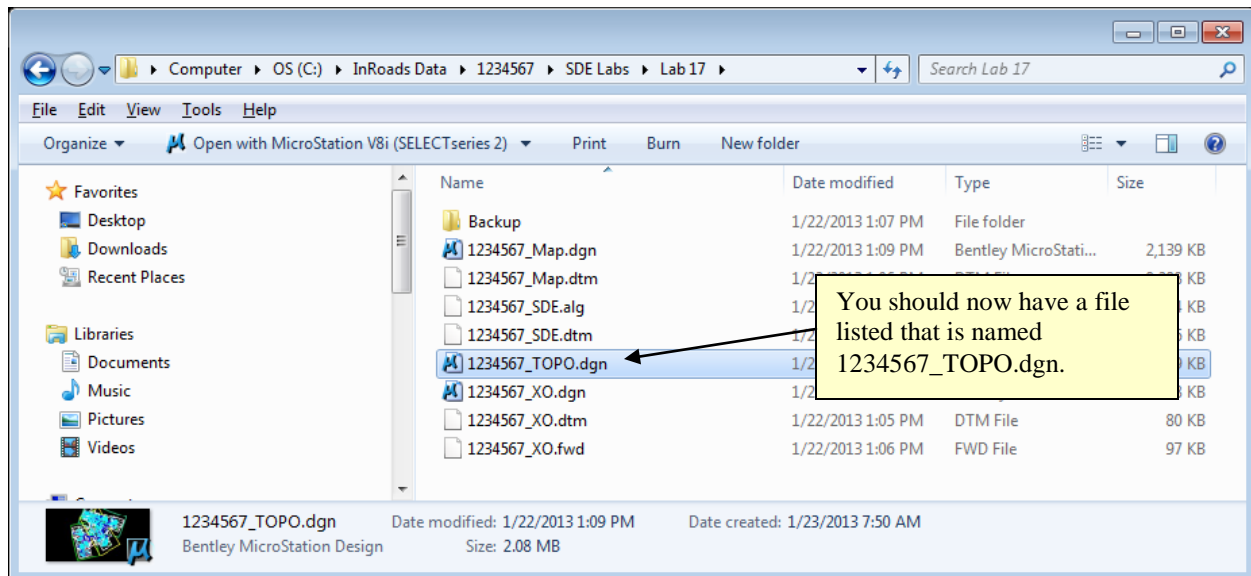 Computer ▸ OS (C:) ▸ InRoads Data ▸ 1234567 ▸ SDE Labs ▸ Lab 17 ▸ Search Lab 17
File Edit View Tools Help
Organize Open with MicroStation V8i (SELECTseries 2) Print Burn New folder
Favorites
Desktop
Downloads
Recent Places
Libraries
Documents
Music
Pictures
Videos
Name Date modified Type Size
Backup 1/22/2013 1:07 PM File folder
1234567_Map.dgn 1/22/2013 1:09 PM Bentley MicroStati... 2,139 KB
1234567_Map.dtm KB
1234567_SDE.alg KB
1234567_SDE.dtm KB
1234567_TOPO.dgn KB
1234567_XO.dgn KB
1234567_XO.dtm 1/22/2013 1:05 PM DTM File 80 KB
1234567_XO.fwd 1/22/2013 1:06 PM FWD File 97 KB
You should now have a file
listed that is named
1234567_TOPO.dgn.
1234567_TOPO.dgn Date modified: 1/22/2013 1:09 PM Date created: 1/23/2013 7:50 AM
Bentley MicroStation Design Size: 2.08 MB